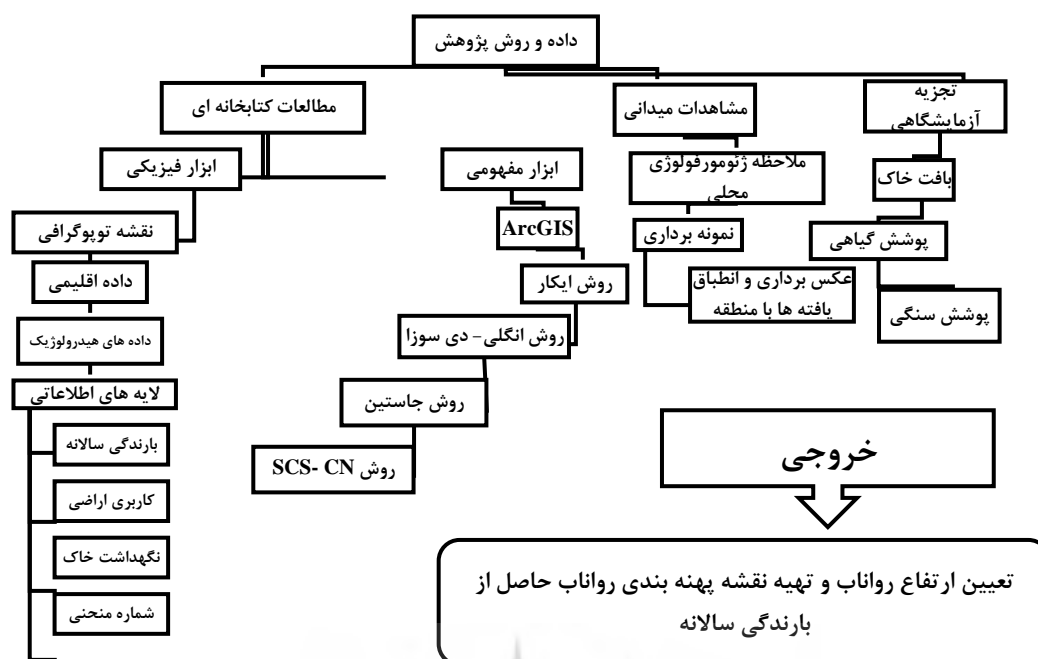 داده و روش پژوهش
تجزیه
آزمایشگاهی
بافت خاک
پوشش گیاهی
پوشش سنگی
مشاهدات میدانی
ملاحظه ژئومورفولوژی
محلی
نمونه برداری
عکس برداری و انطباق
یافته ها با منطقه
مطالعات کتابخانه ای
ابزار مفهومی
ArcGIS
روش ایکار
روش انگلی- دی سوزا
روش جاستین
روش SCS- CN
ابزار فیزیکی
نقشه توپوگرافی
داده اقلیمی
داده های هیدرولوژیک
لایه های اطلاعاتی
بارندگی سالانه
کاربری اراضی
نگهداشت خاک
شماره منحنی
خروجی
تعیین ارتفاع رواناب و تهیه نقشه پهنه بندی رواناب حاصل از
بارندگی سالانه